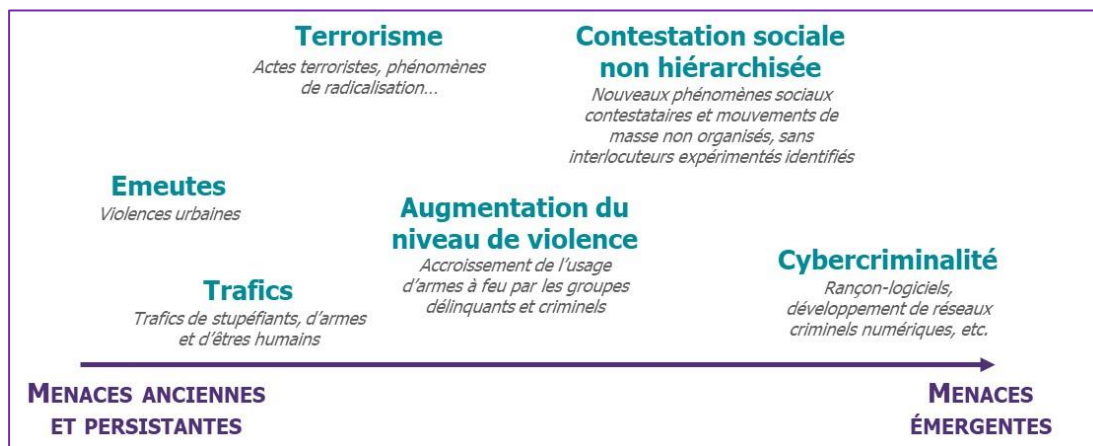 Terrorisme
Actes terroristes, phénomènes
de radicalisation…
Contestation sociale
non hiérarchisée
Nouveaux phénomènes sociaux
contestataires et mouvements de
masse non organisés, sans
interlocuteurs expérimentés identifiés
Emeutes
Violences urbaines
Augmentation du
niveau de violence
Accroissement de l’usage
d’armes à feu par les groupes
délinquants et criminels
Trafics
Trafics de stupéfiants, d’armes
et d’êtres humains
Cybercriminalité
Rançon-logiciels,
développement de réseaux
criminels numériques, etc.
MENACES ANCIENNES
ET PERSISTANTES
MENACES
ÉMERGENTES